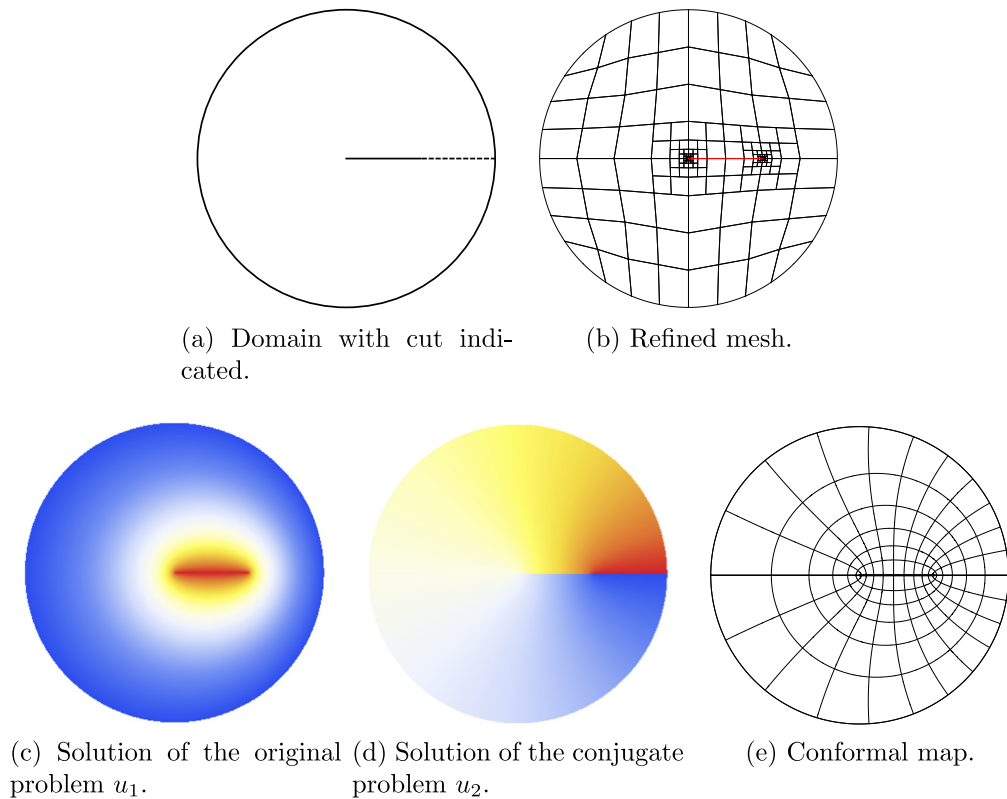 (a) Domain with cut indi-
cated.
(b) Refined mesh.
(c) Solution of the original
problem u₁.
(d) Solution of the conjugate
problem u₂.
(e) Conformal map.